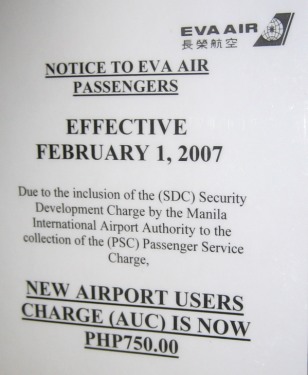 EVA AIR
長榮航空
NOTICE TO EVA AIR
PASSENGERS
EFFECTIVE
FEBRUARY 1, 2007
Due to the inclusion of the (SDC) Security
Development Charge by the Manila
International Airport Authority to the
collection of the (PSC) Passenger Service
Charge,
NEW AIRPORT USERS
CHARGE (AUC) IS NOW
PHP750.00